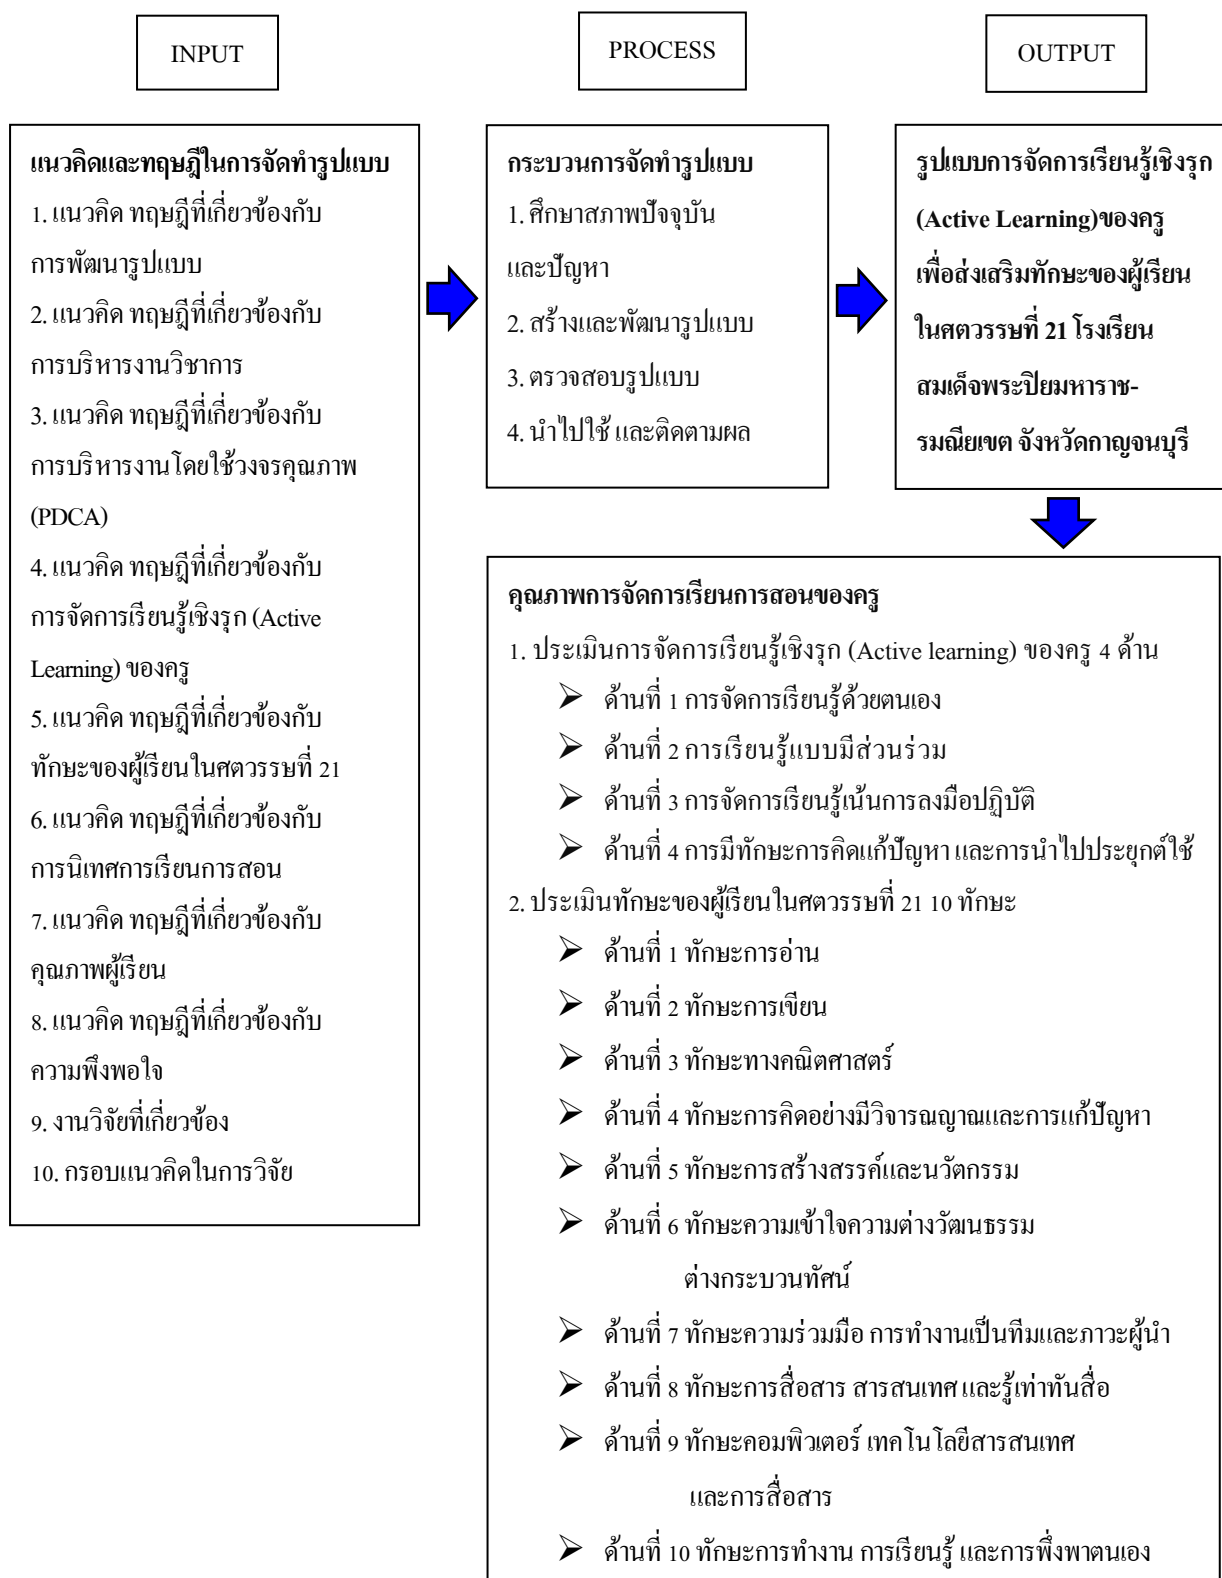 INPUT
PROCESS
OUTPUT
แนวคิดและทฤษฎีในการจัดทำรูปแบบ
1. แนวคิด ทฤษฎีที่เกี่ยวข้องกับ
การพัฒนารูปแบบ
2. แนวคิด ทฤษฎีที่เกี่ยวข้องกับ
การบริหารงานวิชาการ
3. แนวคิด ทฤษฎีที่เกี่ยวข้องกับ
การบริหารงานโดยใช้วงจรคุณภาพ
(PDCA)
4. แนวคิด ทฤษฎีที่เกี่ยวข้องกับ
การจัดการเรียนรู้เชิงรุก (Active
Learning) ของครู
5. แนวคิด ทฤษฎีที่เกี่ยวข้องกับ
ทักษะของผู้เรียนในศตวรรษที่ 21
6. แนวคิด ทฤษฎีที่เกี่ยวข้องกับ
การนิเทศการเรียนการสอน
7. แนวคิด ทฤษฎีที่เกี่ยวข้องกับ
คุณภาพผู้เรียน
8. แนวคิด ทฤษฎีที่เกี่ยวข้องกับ
ความพึงพอใจ
9. งานวิจัยที่เกี่ยวข้อง
10. กรอบแนวคิดในการวิจัย
กระบวนการจัดทำรูปแบบ
1. ศึกษาสภาพปัจจุบัน
และปัญหา
2. สร้างและพัฒนารูปแบบ
3. ตรวจสอบรูปแบบ
4. นำไปใช้ และติดตามผล
รูปแบบการจัดการเรียนรู้เชิงรุก
(Active Learning)ของครู
เพื่อส่งเสริมทักษะของผู้เรียน
ในศตวรรษที่ 21 โรงเรียน
สมเด็จพระปิยมหาราช-
รมณียเขต จังหวัดกาญจนบุรี
คุณภาพการจัดการเรียนการสอนของครู
1. ประเมินการจัดการเรียนรู้เชิงรุก (Active learning) ของครู 4 ด้าน
➢ ด้านที่ 1 การจัดการเรียนรู้ด้วยตนเอง
➢ ด้านที่ 2 การเรียนรู้แบบมีส่วนร่วม
➢ ด้านที่ 3 การจัดการเรียนรู้เน้นการลงมือปฏิบัติ
➢ ด้านที่ 4 การมีทักษะการคิดแก้ปัญหา และการนำไปประยุกต์ใช้
2. ประเมินทักษะของผู้เรียนในศตวรรษที่ 21 10 ทักษะ
➢ ด้านที่ 1 ทักษะการอ่าน
➢ ด้านที่ 2 ทักษะการเขียน
➢ ด้านที่ 3 ทักษะทางคณิตศาสตร์
➢ ด้านที่ 4 ทักษะการคิดอย่างมีวิจารณญาณและการแก้ปัญหา
➢ ด้านที่ 5 ทักษะการสร้างสรรค์และนวัตกรรม
➢ ด้านที่ 6 ทักษะความเข้าใจความต่างวัฒนธรรม
ต่างกระบวนทัศน์
➢ ด้านที่ 7 ทักษะความร่วมมือ การทำงานเป็นทีมและภาวะผู้นำ
➢ ด้านที่ 8 ทักษะการสื่อสาร สารสนเทศ และรู้เท่าทันสื่อ
➢ ด้านที่ 9 ทักษะคอมพิวเตอร์ เทคโนโลยีสารสนเทศ
และการสื่อสาร
➢ ด้านที่ 10 ทักษะการทำงาน การเรียนรู้ และการพึ่งพาตนเอง